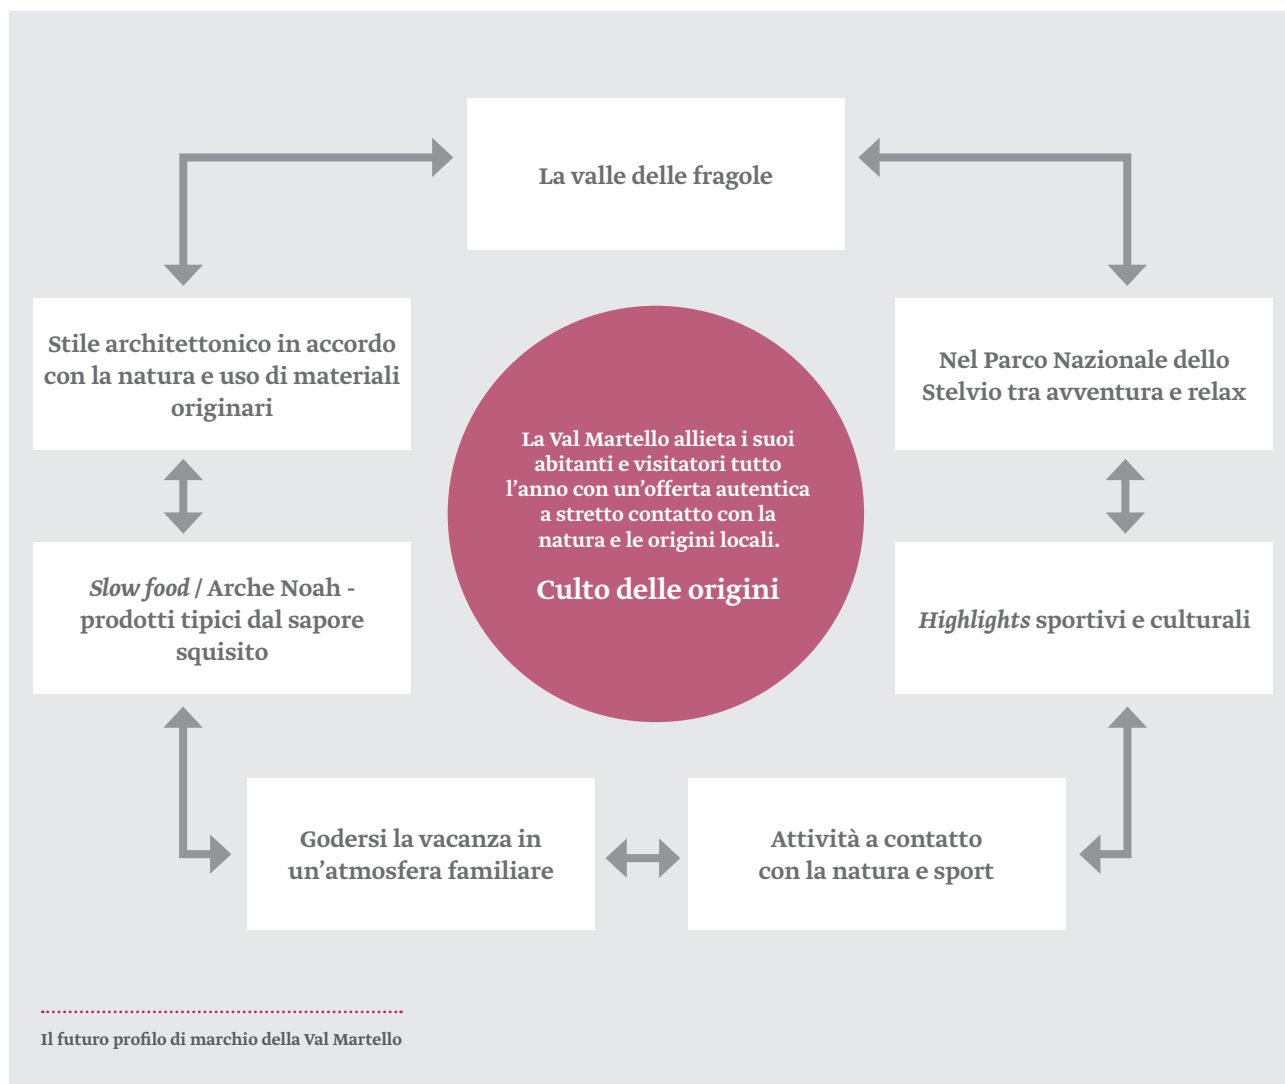 La valle delle fragole
Stile architettonico in accordo
con la natura e uso di materiali
originari
Nel Parco Nazionale dello
Stelvio tra avventura e relax
La Val Martello allieta i suoi
abitanti e visitatori tutto
l’anno con un’offerta autentica
a stretto contatto con la
natura e le origini locali.
Culto delle origini
Slow food / Arche Noah -
prodotti tipici dal sapore
squisito
Highlights sportivi e culturali
Godersi la vacanza in
un’atmosfera familiare
Attività a contatto
con la natura e sport
Il futuro profilo di marchio della Val Martello